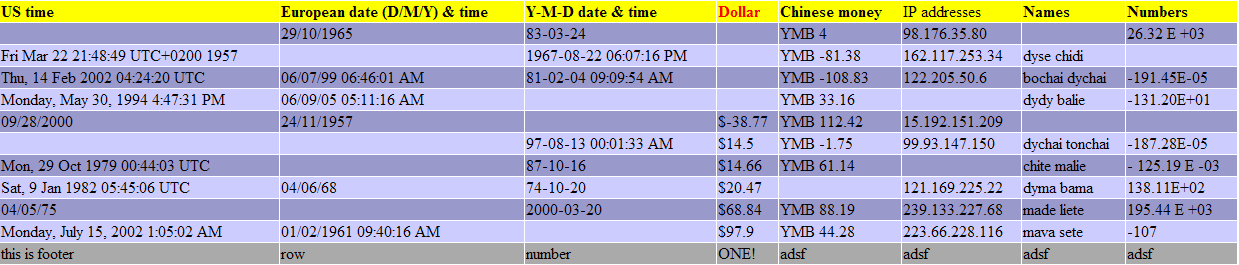 US time European date (D/M/Y) & time Y-M-D date & time Dollar Chinese money IP addresses Names Numbers
29/10/1965 83-03-24 YMB 4 98.176.35.80 26.32 E +03
Fri Mar 22 21:48:49 UTC+0200 1957 1967-08-22 06:07:16 PM YMB -81.38 162.117.253.34 dyse chidi
Thu, 14 Feb 2002 04:24:20 UTC 06/07/99 06:46:01 AM 81-02-04 09:09:54 AM YMB -108.83 122.205.50.6 bochai dychai -191.45E-05
Monday, May 30, 1994 4:47:31 PM 06/09/05 05:11:16 AM YMB 33.16 dydy balie -131.20E+01
09/28/2000 24/11/1957 $-38.77 YMB 112.42 15.192.151.209
97-08-13 00:01:33 AM $14.5 YMB -1.75 99.93.147.150 dychai tonchai -187.28E-05
Mon, 29 Oct 1979 00:44:03 UTC 87-10-16 $14.66 YMB 61.14 chite malie - 125.19 E -03
Sat, 9 Jan 1982 05:45:06 UTC 04/06/68 74-10-20 $20.47 121.169.225.22 dyma bama 138.11E+02
04/05/75 2000-03-20 $68.84 YMB 88.19 239.133.227.68 made liete 195.44 E +03
Monday, July 15, 2002 1:05:02 AM 01/02/1961 09:40:16 AM $97.9 YMB 44.28 223.66.228.116 mava sete -107
this is footer row number ONE! adsf adsf adsf adsf